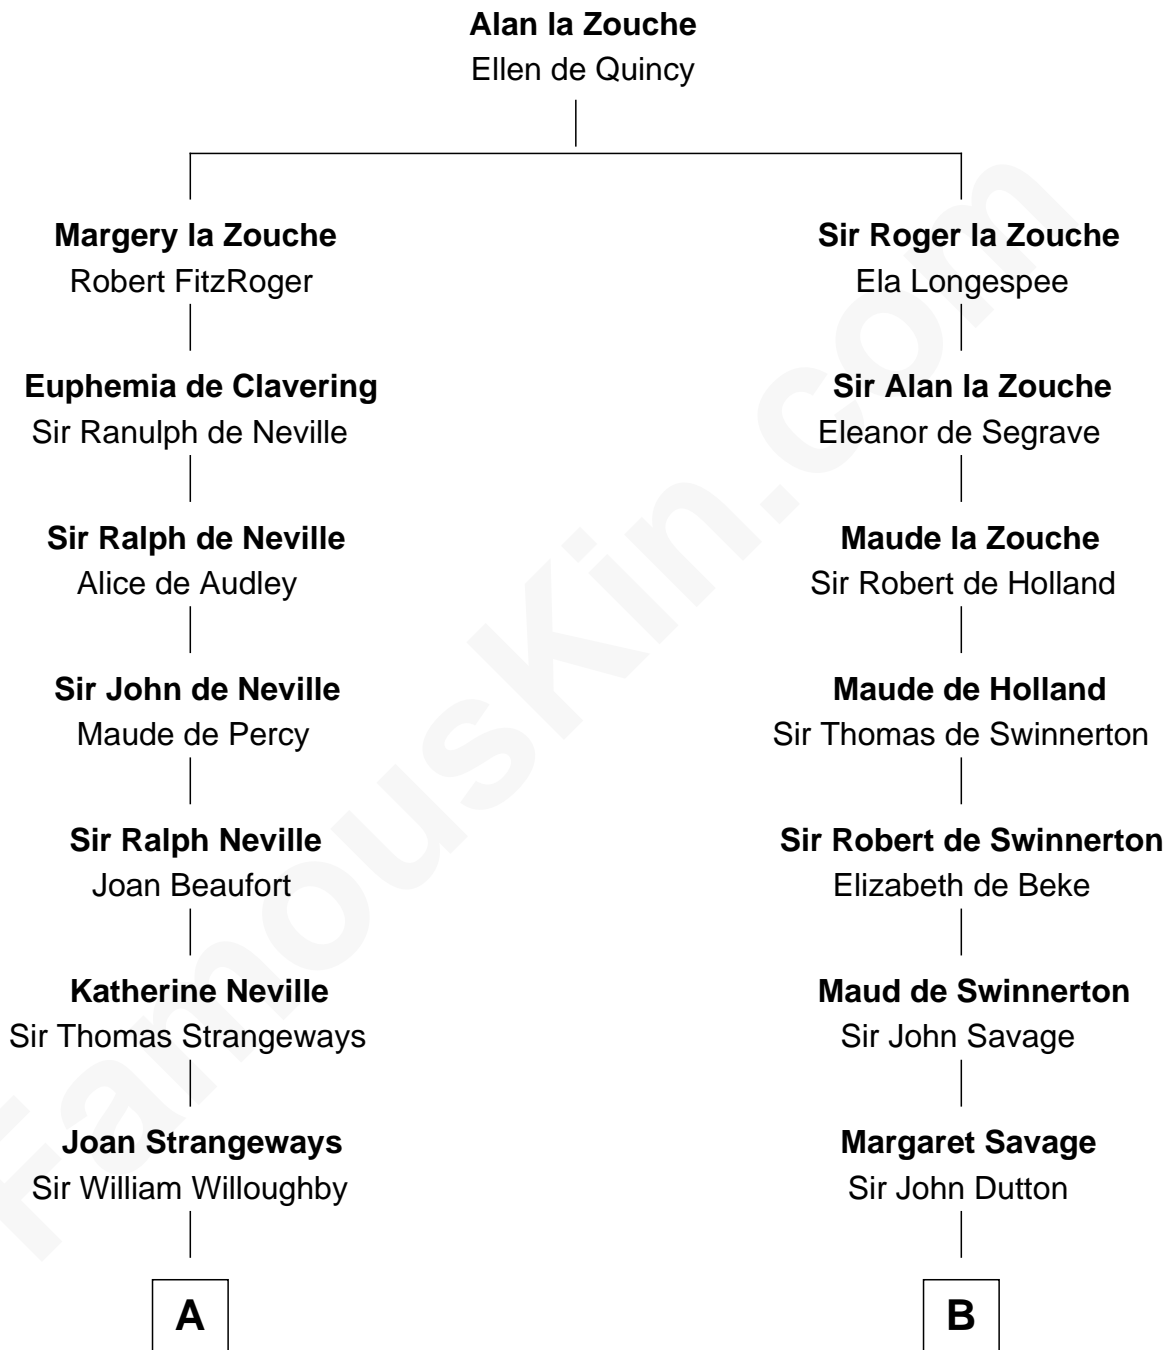 Alan la Zouche
Ellen de Quincy
Margery la Zouche
Robert FitzRoger
Sir Roger la Zouche
Ela Longespee
Euphemia de Clavering
Sir Ranulph de Neville
Sir Alan la Zouche
Eleanor de Segrave
Sir Ralph de Neville
Alice de Audley
Maude la Zouche
Sir Robert de Holland
Sir John de Neville
Maude de Percy
Maude de Holland
Sir Thomas de Swinnerton
Sir Ralph Neville
Joan Beaufort
Sir Robert de Swinnerton
Elizabeth de Beke
Katherine Neville
Sir Thomas Strangeways
Maud de Swinnerton
Sir John Savage
Joan Strangeways
Sir William Willoughby
Margaret Savage
Sir John Dutton
A
B
FamousKin.com